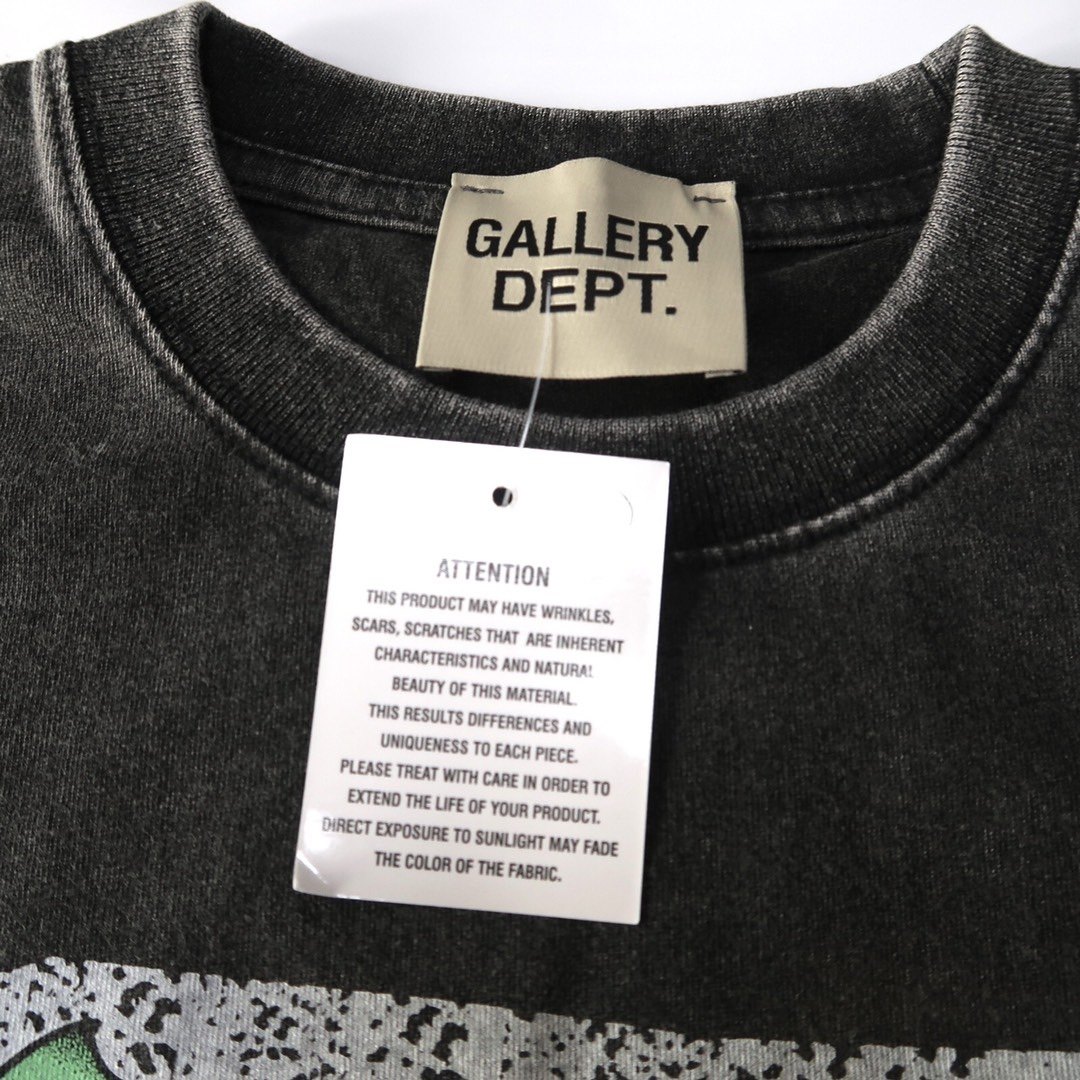 GALLERY
DEPT.
ATTENTION
THIS PRODUCT MAY HAVE WRINKLES,
SCARS, SCRATCHES THAT ARE INHERENT
CHARACTERISTICS AND NATURAL
BEAUTY OF THIS MATERIAL.
THIS RESULTS DIFFERENCES AND
UNIQUENESS TO EACH PIECE.
PLEASE TREAT WITH CARE IN ORDER TO
EXTEND THE LIFE OF YOUR PRODUCT.
DIRECT EXPOSURE TO SUNLIGHT MAY FADE
THE COLOR OF THE FABRIC.